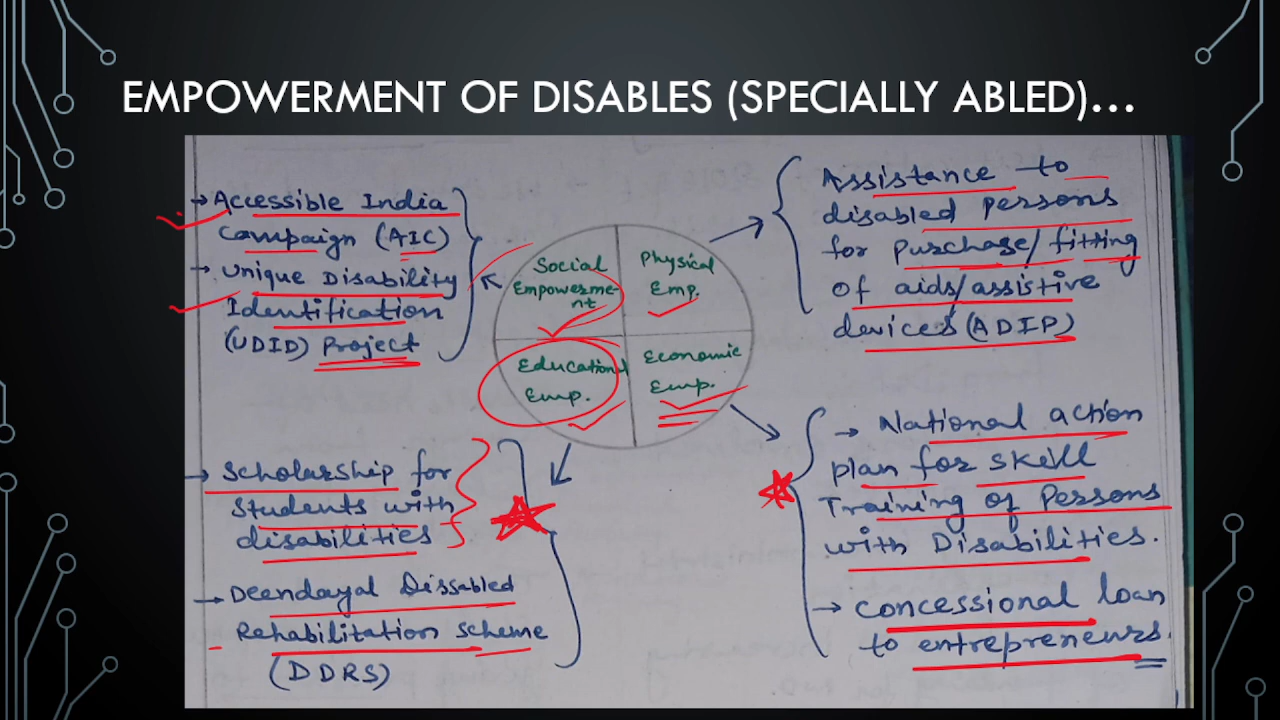 EMPOWERMENT OF DISABLES (SPECIALLY ABLED)...
→ Accessible India
Campaign (AIC)
→ Unique Disability
Identification
(UDID) Project
Social
Empowerme-
nt
Physical
Emp.
Educational
Emp.
Economic
Emp.
Assistance to
disabled persons
for purchase/fitting
of aids/assistive
devices (ADIP)
→ Scholarship for
Students with
disabilities
→ Deendayal Dissabled
Rehabilitation scheme
(DDRS)
→ National action
plan for skill
Training of Persons
with Disabilities.
→ concessional loan
to entrepreneurs.